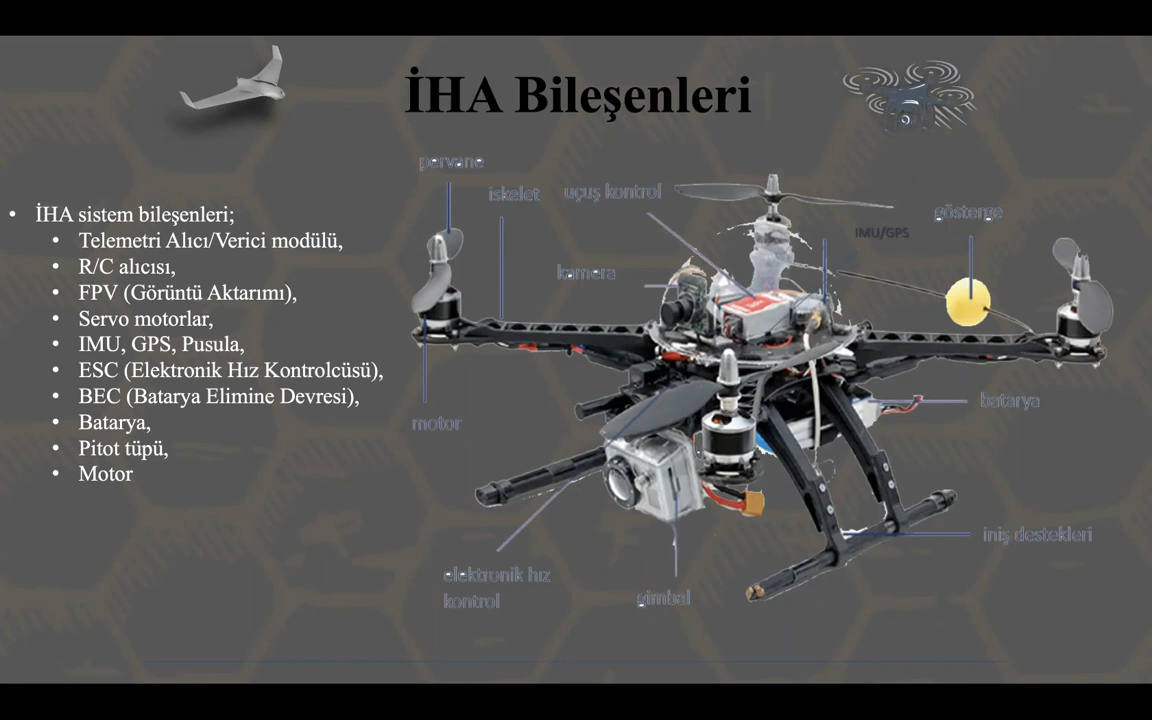 İHA Bileşenleri
• İHA sistem bileşenleri;
• Telemetri Alıcı/Verici modülü,
• R/C alıcısı,
• FPV (Görüntü Aktarımı),
• Servo motorlar,
• IMU, GPS, Pusula,
• ESC (Elektronik Hız Kontrolcüsü),
• BEC (Batarya Elimine Devresi),
• Batarya,
• Pitot tüpü,
• Motor
pervane
iskelet
uçuş kontrol
gösterge
IMU/GPS
kamera
motor
batarya
iniş destekleri
elektronik hız
kontrol
gimbal